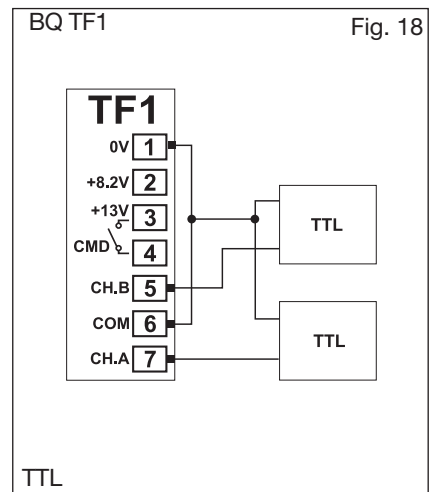 BQ TF1
Fig. 18
TF1
0V 1
+8.2V 2
+13V 3
CMD 4
CH.B 5
COM 6
CH.A 7
TTL
TTL
TTL